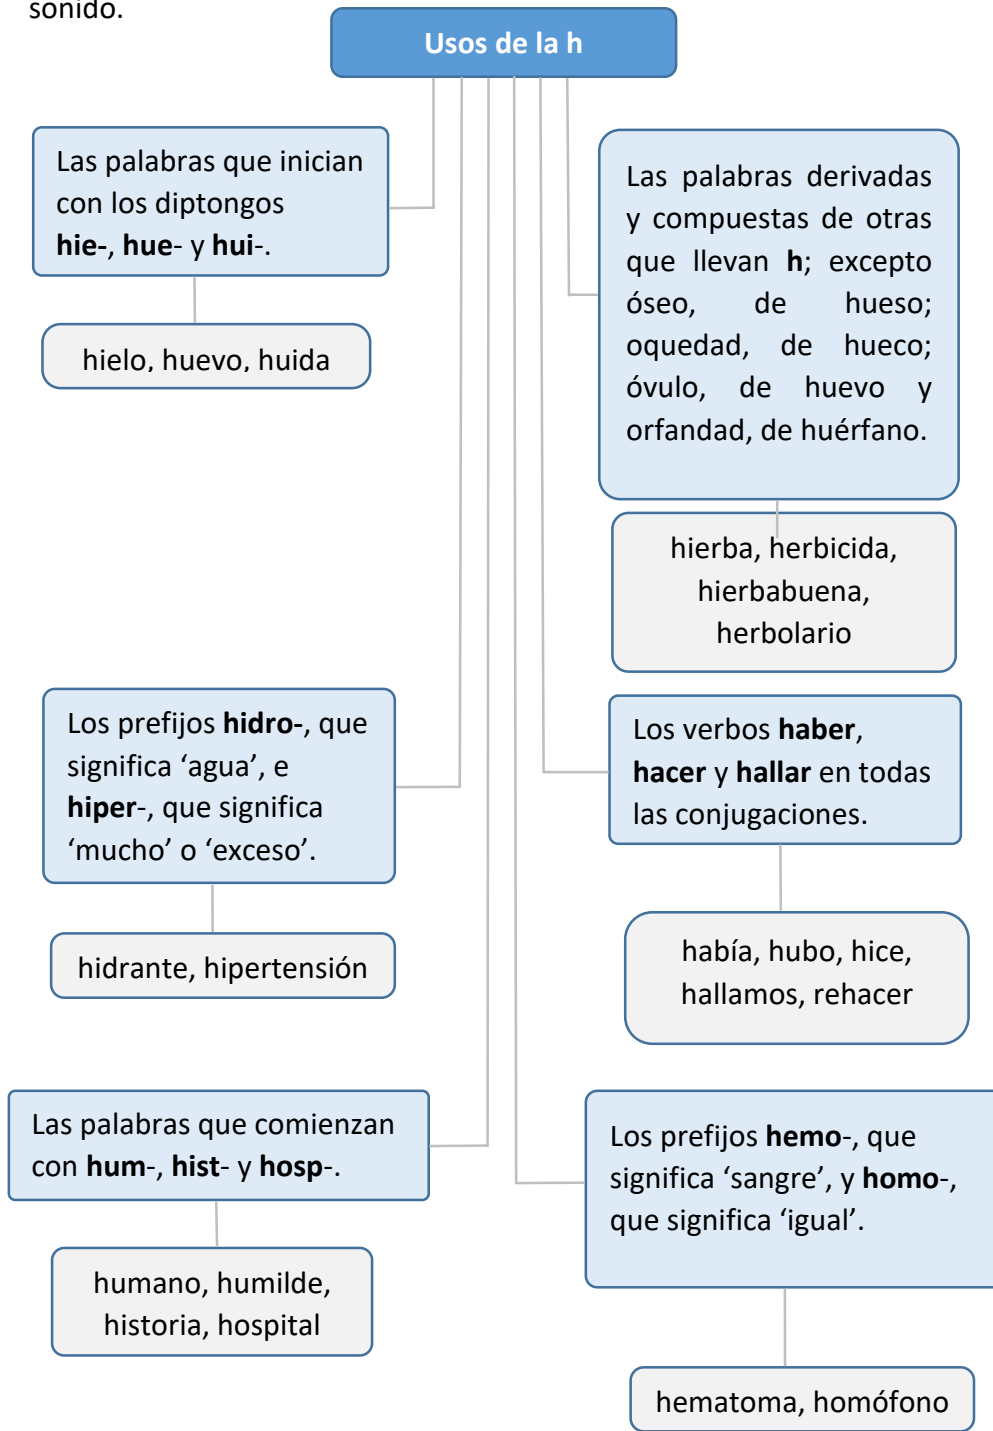 sonido.
Usos de la h
Las palabras que inician
con los diptongos
hie-, hue- y hui-.
hielo, huevo, huida
Las palabras derivadas
y compuestas de otras
que llevan h; excepto
óseo, de hueso;
oquedad, de hueco;
óvulo, de huevo y
orfandad, de huérfano.
hierba, herbicida,
hierbabuena,
herbolario
Los prefijos hidro-, que
significa ‘agua’, e
hiper-, que significa
‘mucho’ o ‘exceso’.
hidrante, hipertensión
Los verbos haber,
hacer y hallar en todas
las conjugaciones.
había, hubo, hice,
hallamos, rehacer
Las palabras que comienzan
con hum-, hist- y hosp-.
humano, humilde,
historia, hospital
Los prefijos hemo-, que
significa ‘sangre’, y homo-,
que significa ‘igual’.
hematoma, homófono